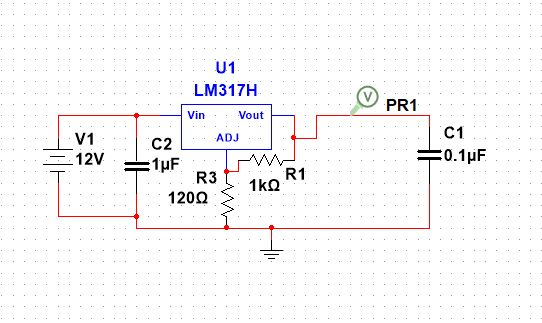 U1
LM317H
Vin
Vout
ADJ
V
PR1
V1
12V
C2
1µF
C1
0.1µF
R3
120Ω
R1
1kΩ